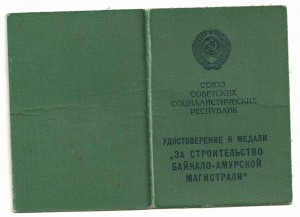 СОЮЗ
СОВЕТСКИХ
СОЦИАЛИСТИЧЕСКИХ
РЕСПУБЛИК
УДОСТОВЕРЕНИЕ К МЕДАЛИ
„ЗА СТРОИТЕЛЬСТВО
БАЙКАЛО-АМУРСКОЙ
МАГИСТРАЛИ"